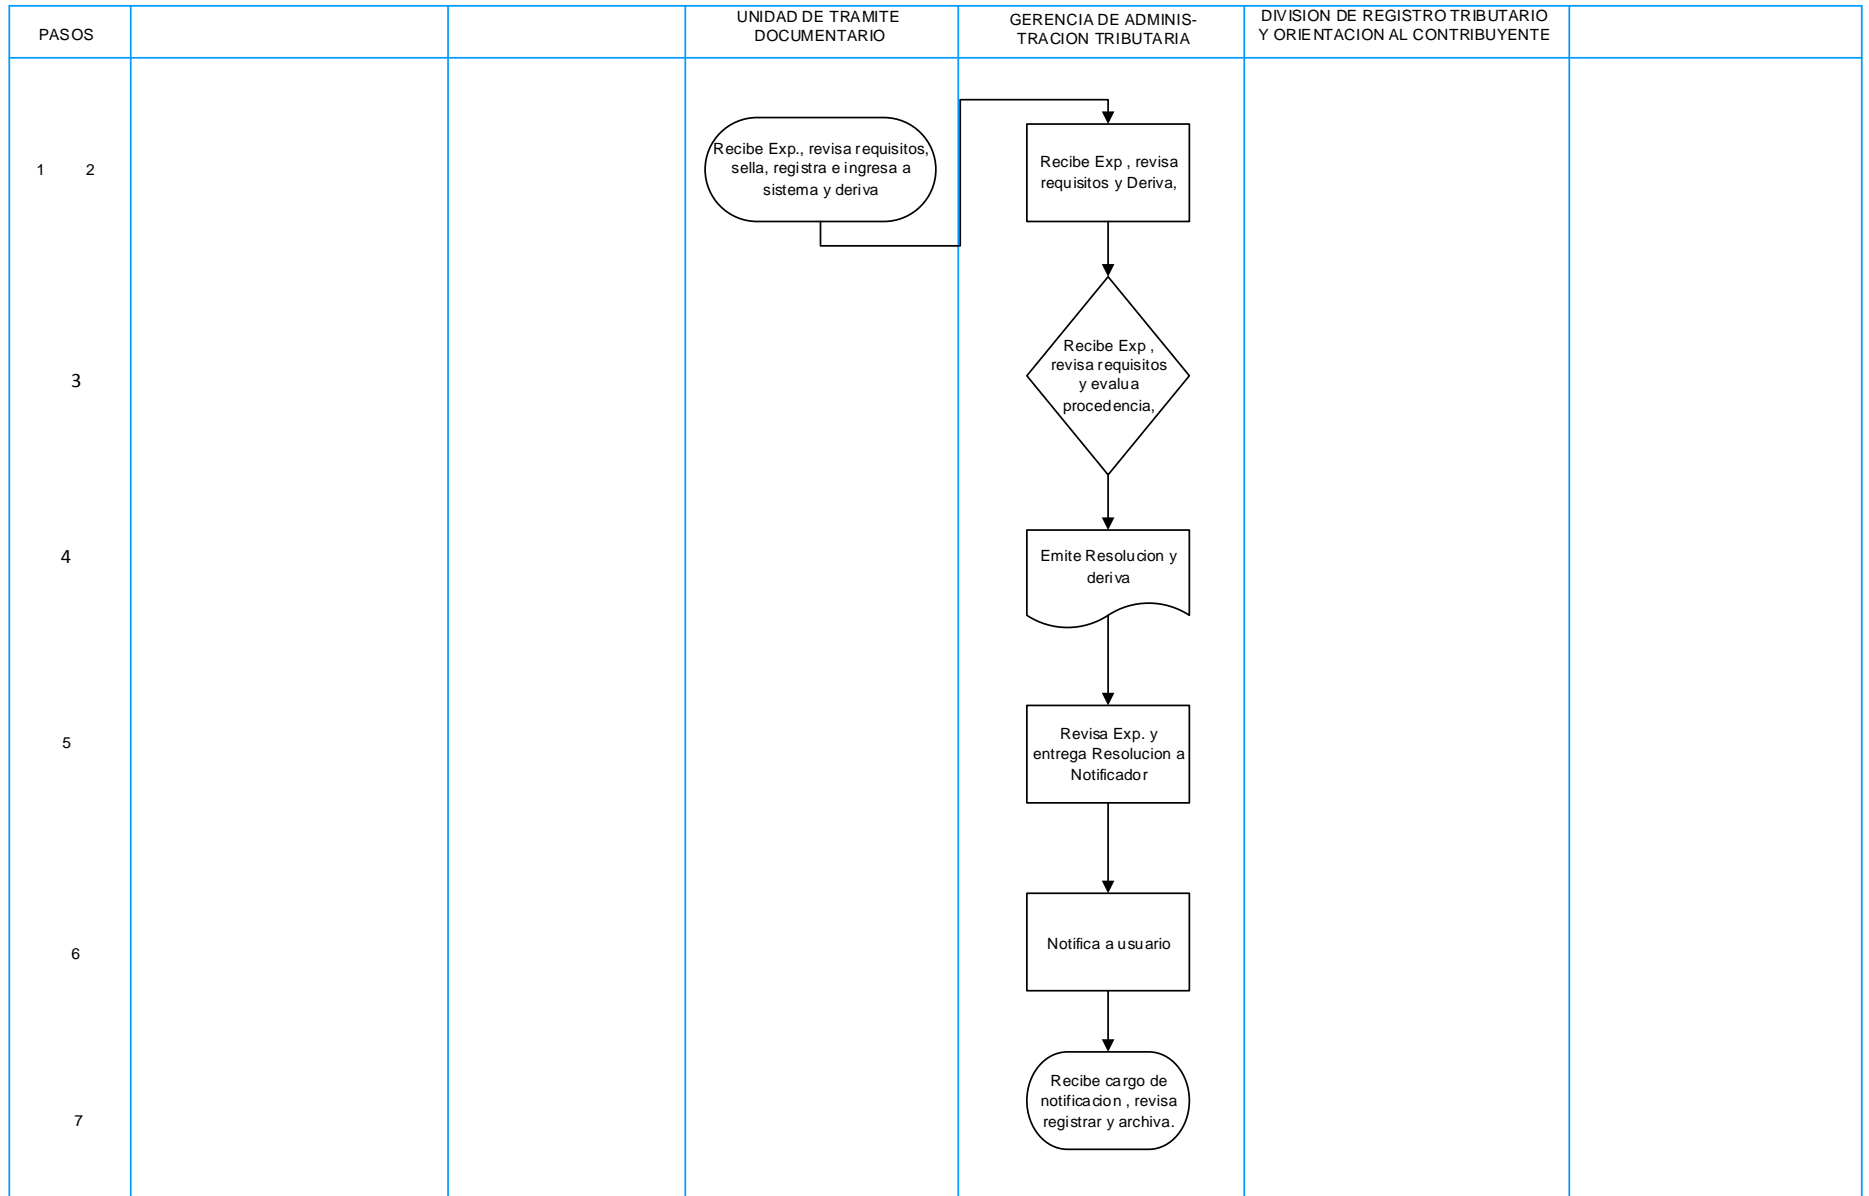 PASOS
UNIDAD DE TRAMITE
DOCUMENTARIO
GERENCIA DE ADMINIS-
TRACION TRIBUTARIA
DIVISION DE REGISTRO TRIBUTARIO
Y ORIENTACION AL CONTRIBUYENTE
1 2
Recibe Exp., revisa requisitos,
sella, registra e ingresa a
sistema y deriva
Recibe Exp , revisa
requisitos y Deriva,
3
Recibe Exp ,
revisa requisitos
y evalua
procedencia,
4
Emite Resolucion y
deriva
5
Revisa Exp. y
entrega Resolucion a
Notificador
6
Notifica a usuario
7
Recibe cargo de
notificacion , revisa
registrar y archiva.